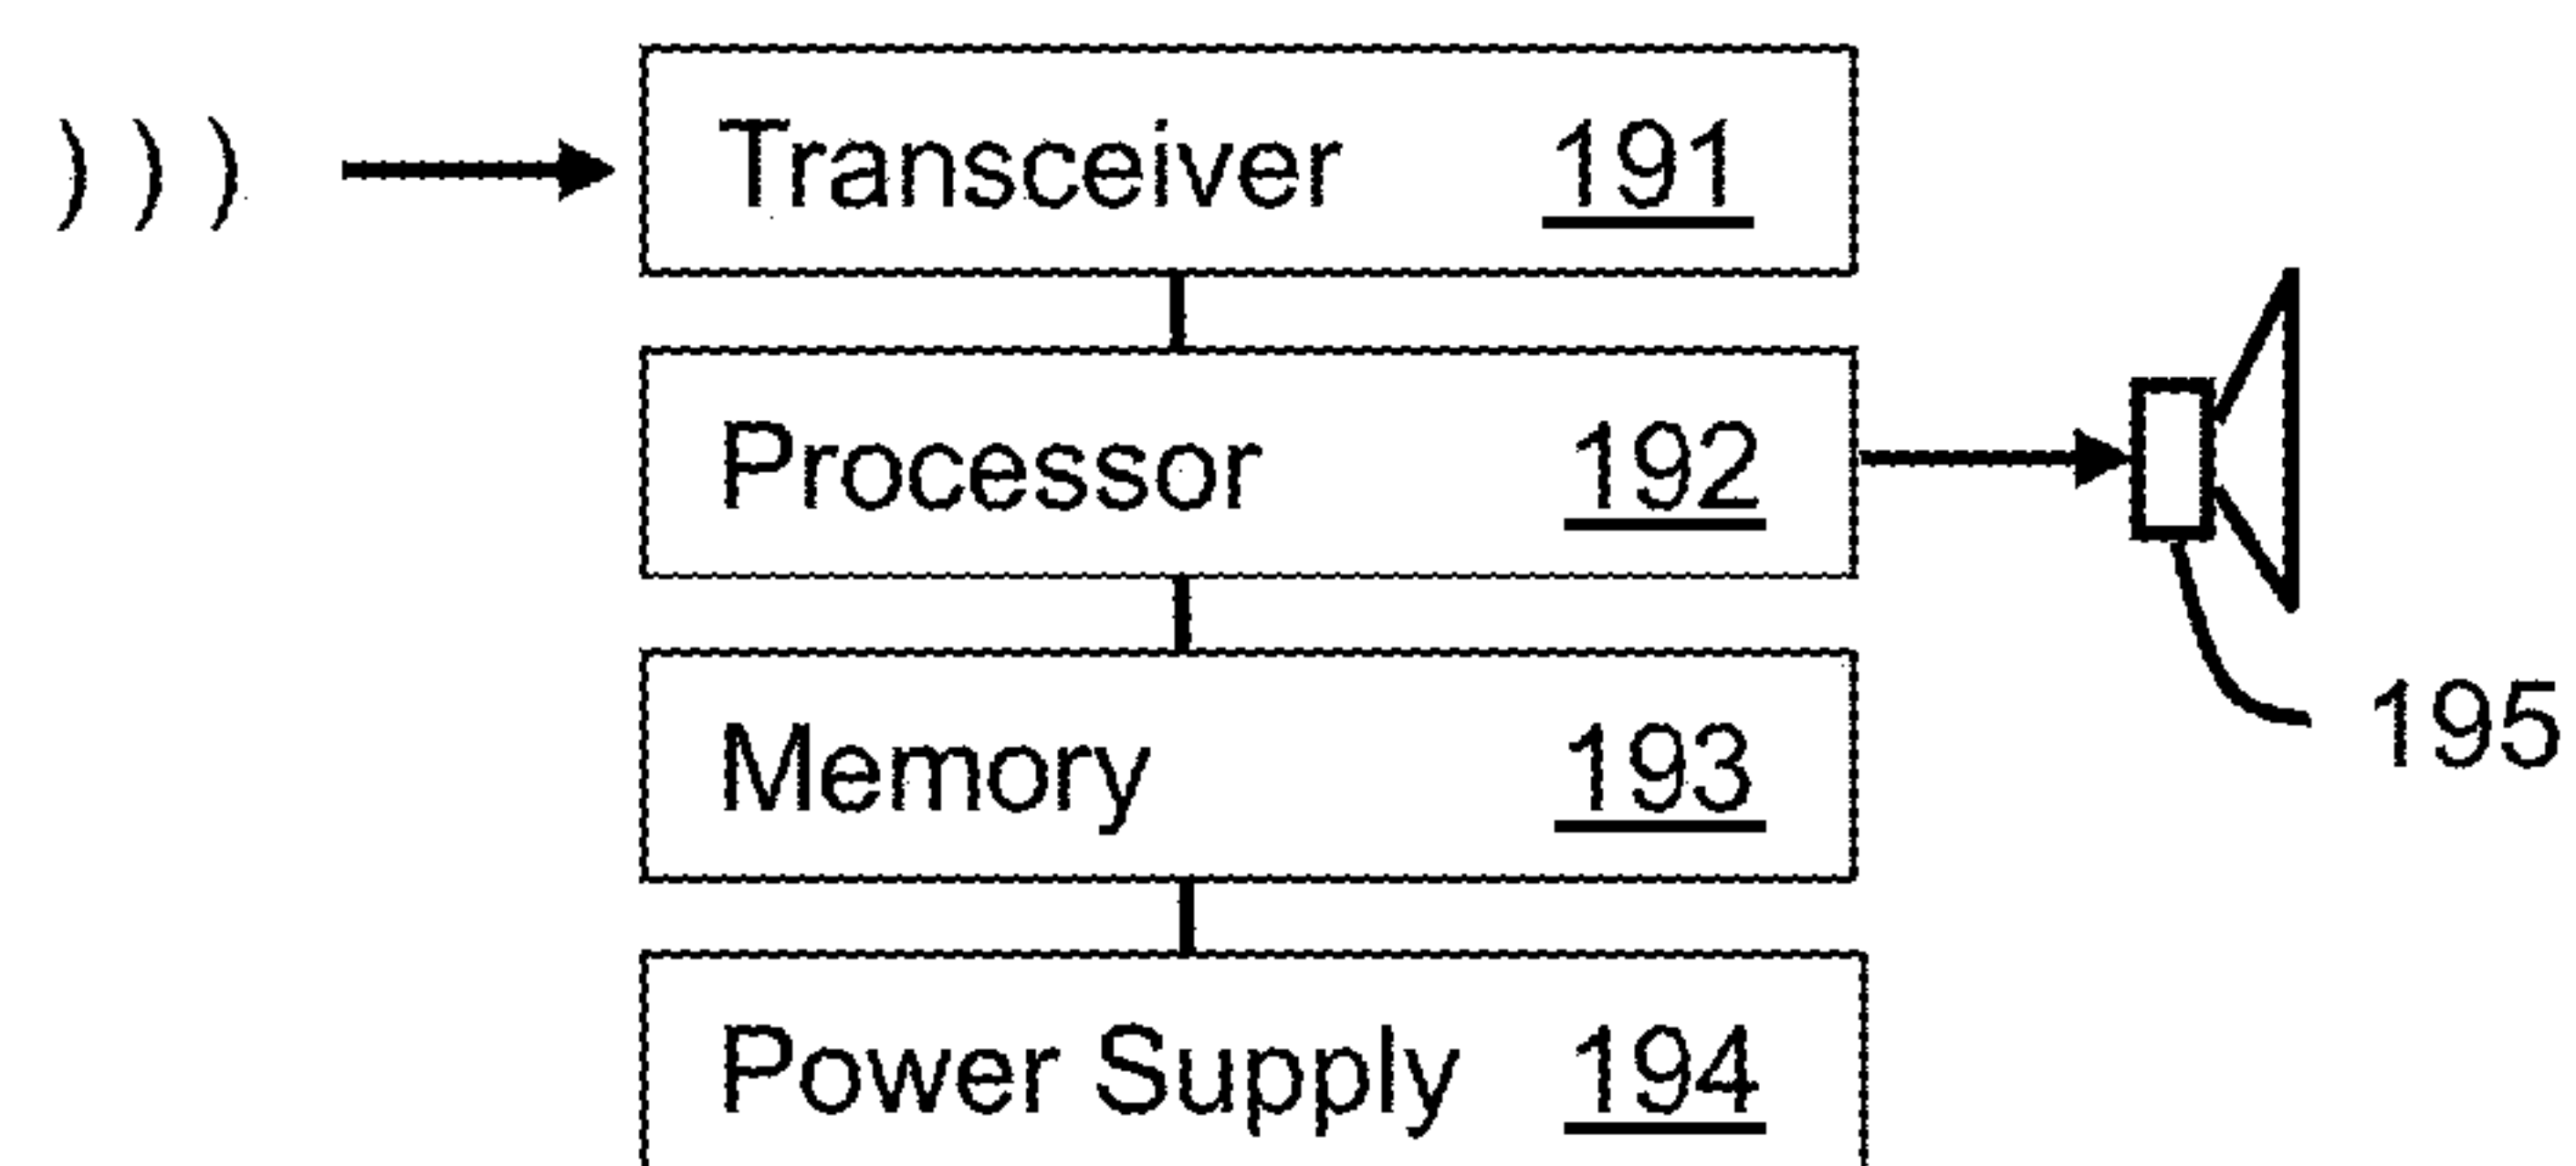 ))) Transceiver 191
Processor 192
Memory 193
195
Power Supply 194